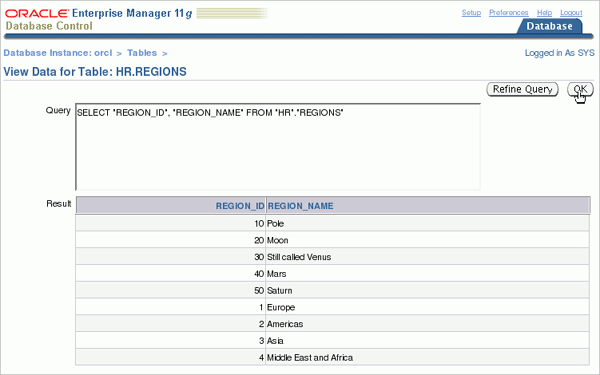 ORACLE Enterprise Manager 11g
Database Control
Setup Preferences Help Logout
Database
Database Instance: orcl > Tables >
Logged in As SYS
View Data for Table: HR.REGIONS
Refine Query OK
Query SELECT "REGION_ID", "REGION_NAME" FROM "HR"."REGIONS"
Result REGION_ID REGION_NAME
10 Pole
20 Moon
30 Still called Venus
40 Mars
50 Saturn
1 Europe
2 Americas
3 Asia
4 Middle East and Africa